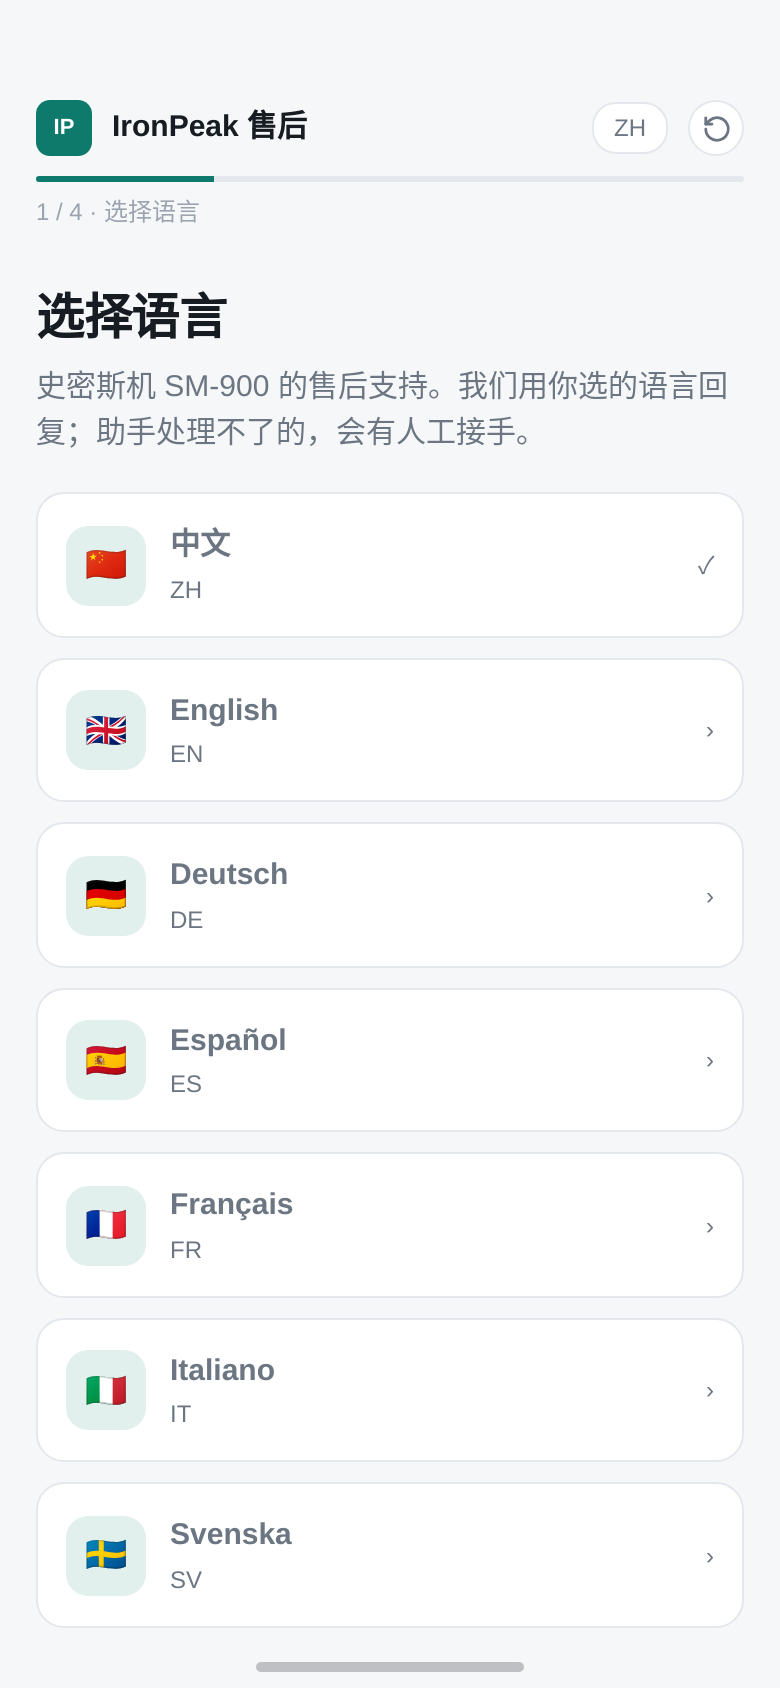 IP
IronPeak 售后
ZH
1 / 4 · 选择语言
选择语言
史密斯机 SM-900 的售后支持。我们用你选的语言回
复；助手处理不了的，会有人工接手。
中文
ZH
✓
English
EN
›
Deutsch
DE
›
Español
ES
›
Français
FR
›
Italiano
IT
›
Svenska
SV
›